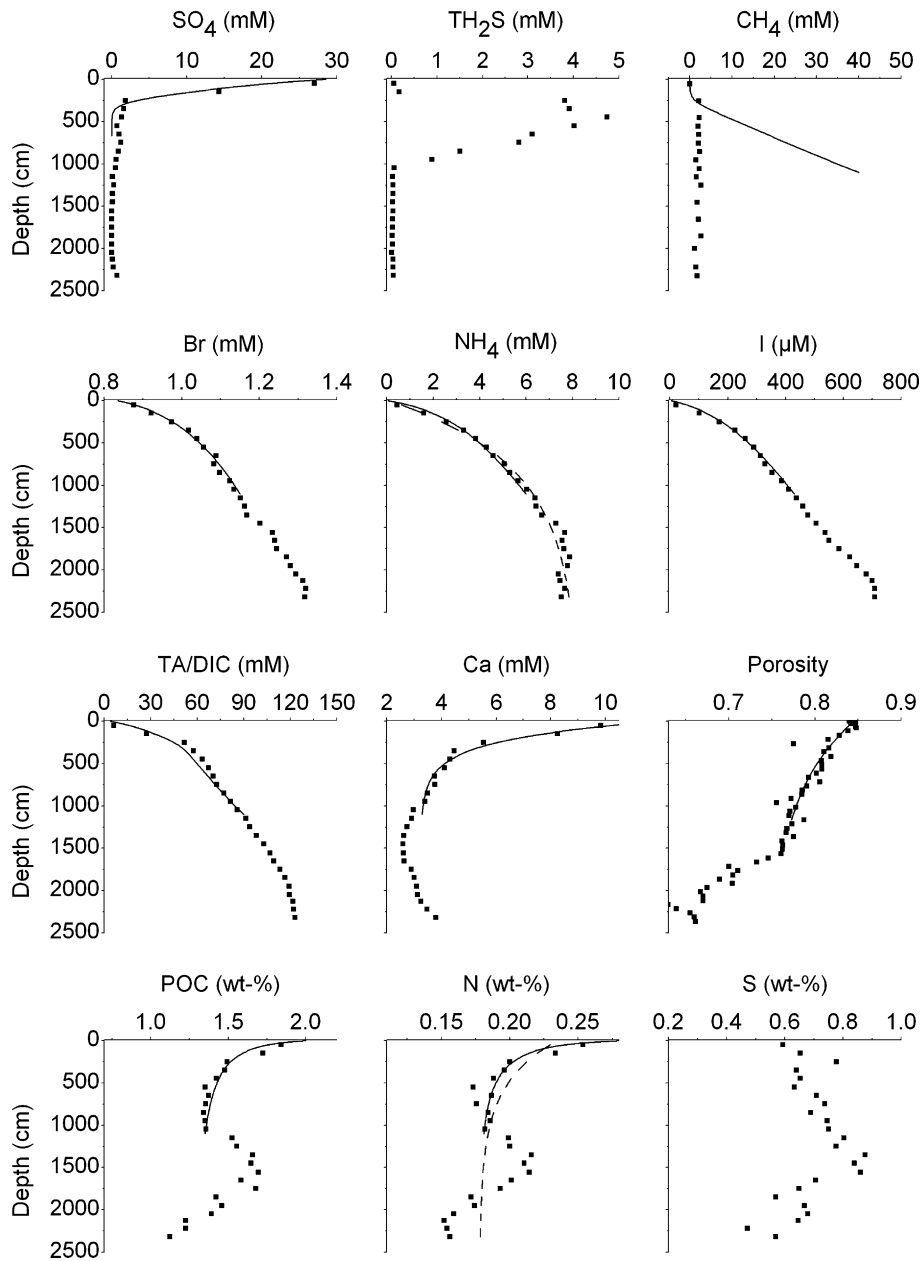 SO4 (mM) TH2S (mM) CH4 (mM)
0 10 20 30 0 1 2 3 4 5 0 10 20 30 40 50
0
500
1000
1500
2000
2500
Depth (cm)
Br (mM) NH4 (mM) I (µM)
0.8 1.0 1.2 1.4 0 2 4 6 8 10 0 200 400 600 800
0
500
1000
1500
2000
2500
Depth (cm)
TA/DIC (mM) Ca (mM) Porosity
0 30 60 90 120 150 2 4 6 8 10 0.7 0.8 0.9
0
500
1000
1500
2000
2500
Depth (cm)
POC (wt-%) N (wt-%) S (wt-%)
1.0 1.5 2.0 0.15 0.20 0.25 0.2 0.4 0.6 0.8 1.0
0
500
1000
1500
2000
2500
Depth (cm)